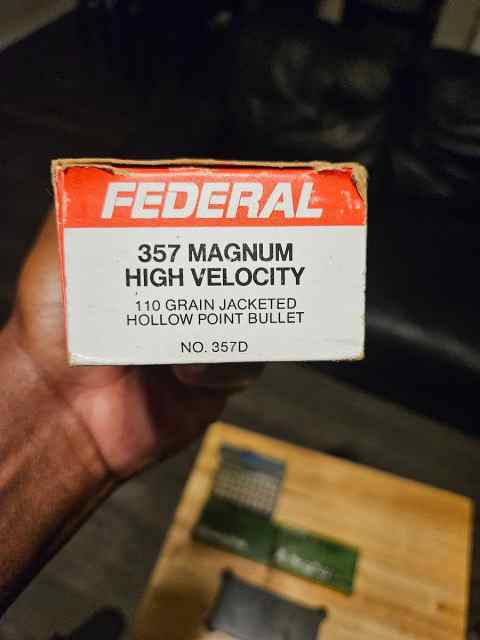 FEDERAL
357 MAGNUM
HIGH VELOCITY
110 GRAIN JACKETED
HOLLOW POINT BULLET
NO. 357D